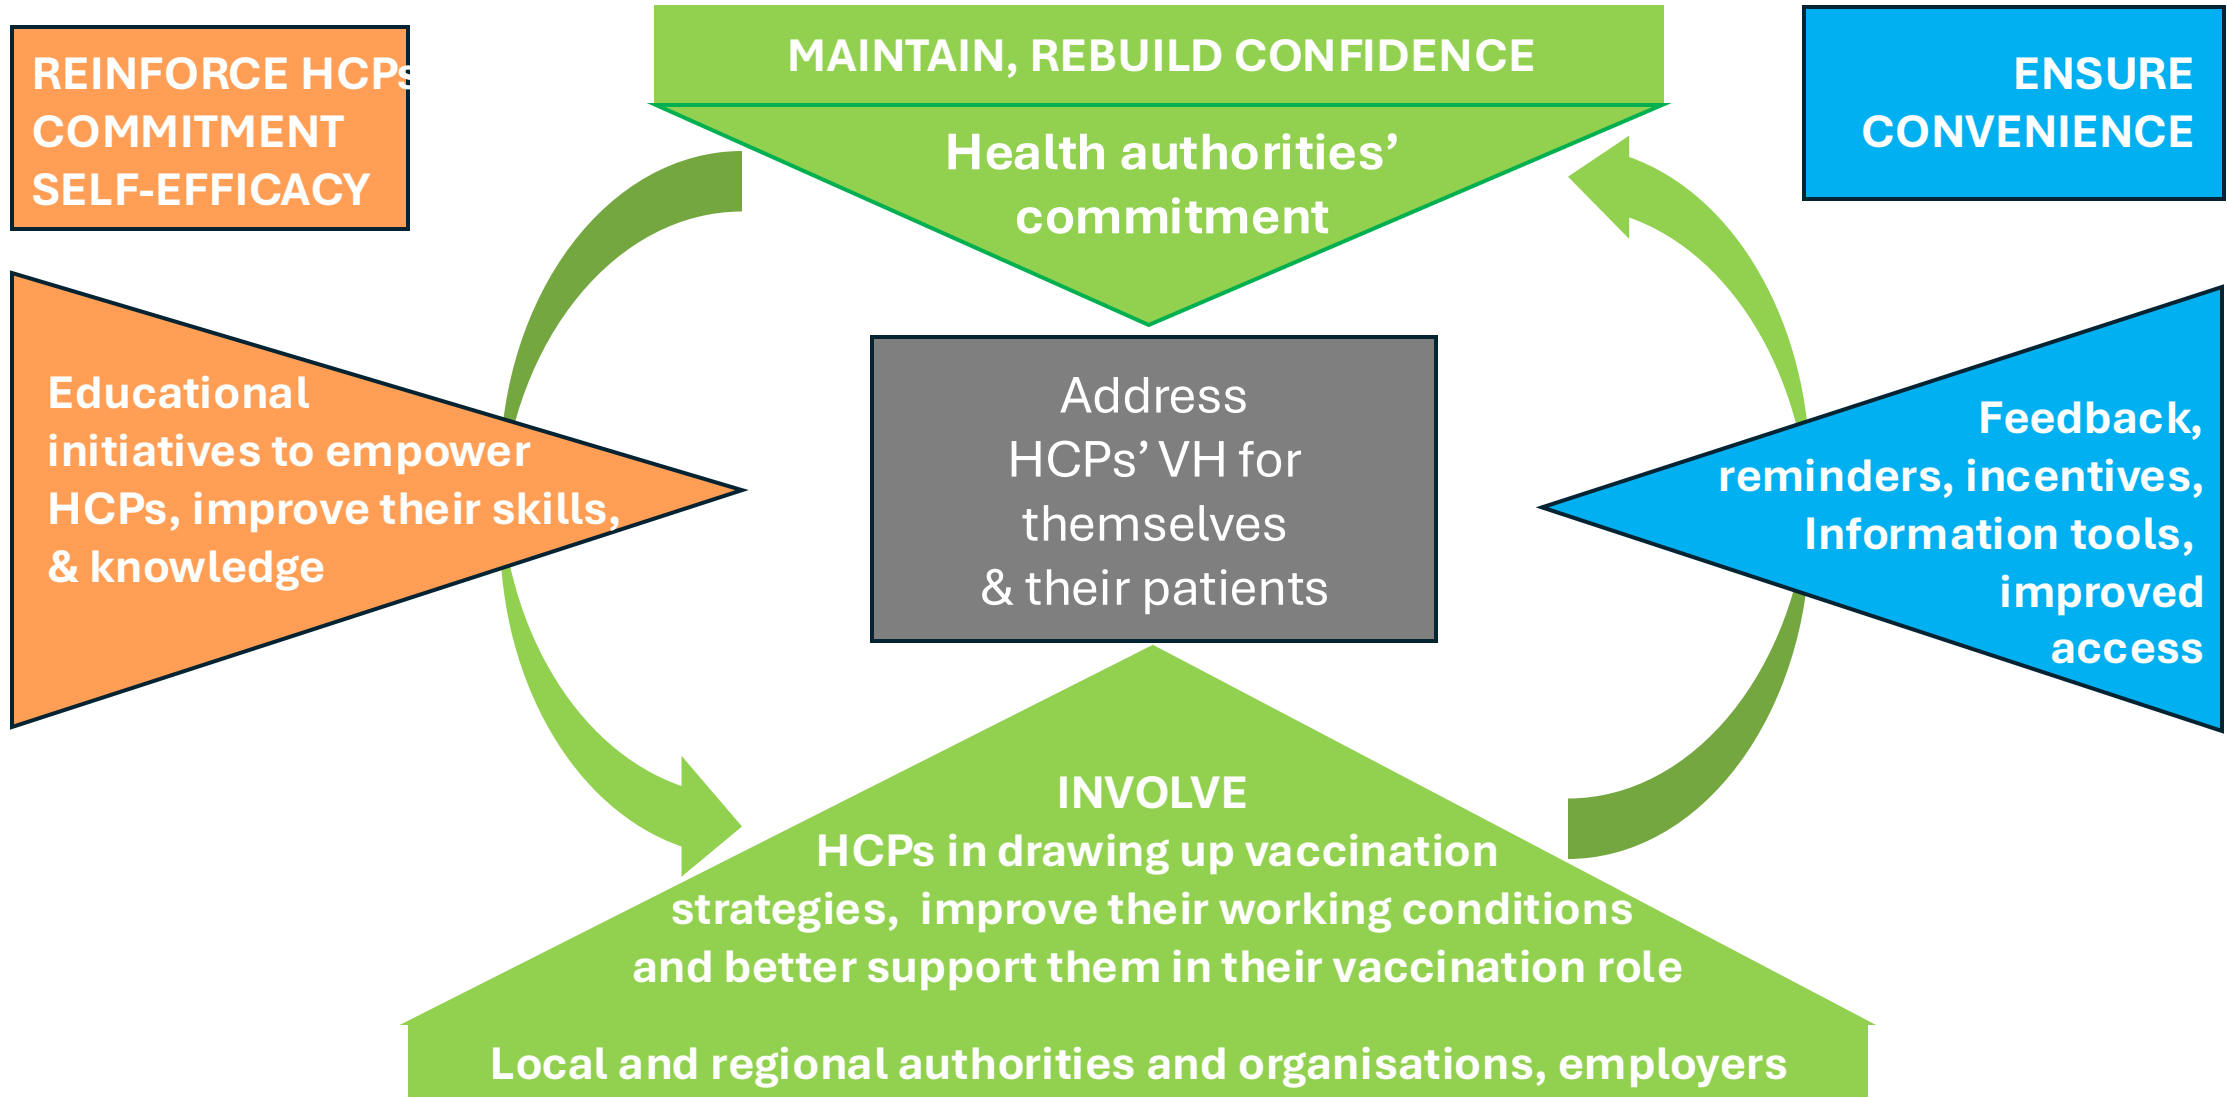 REINFORCE HCPs
COMMITMENT
SELF-EFFICACY
MAINTAIN, REBUILD CONFIDENCE
Health authorities’
commitment
ENSURE
CONVENIENCE
Educational
initiatives to empower
HCPs, improve their skills,
& knowledge
Address
HCPs’ VH for
themselves
& their patients
Feedback,
reminders, incentives,
Information tools,
improved
access
INVOLVE
HCPs in drawing up vaccination
strategies,  improve their working conditions
and better support them in their vaccination role
Local and regional authorities and organisations, employers